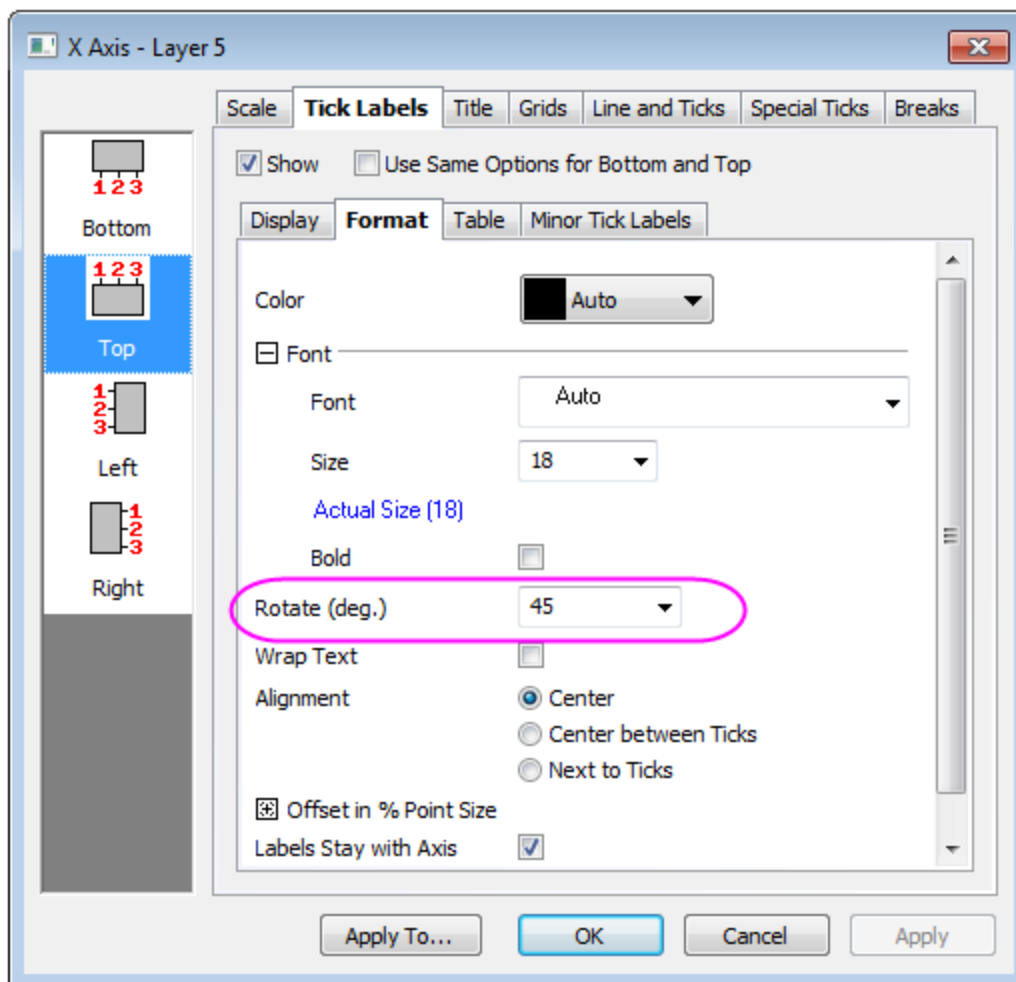 X Axis - Layer 5
Scale Tick Labels Title Grids Line and Ticks Special Ticks Breaks
Show Use Same Options for Bottom and Top
1 2 3
Bottom
1 2 3
Top
1
2
3
Left
1
2
3
Right
Display Format Table Minor Tick Labels
Color Auto
Font
Font Auto
Size 18
Actual Size (18)
Bold
Rotate (deg.) 45
Wrap Text
Alignment Center
Center between Ticks
Next to Ticks
Offset in % Point Size
Labels Stay with Axis
Apply To... OK Cancel Apply